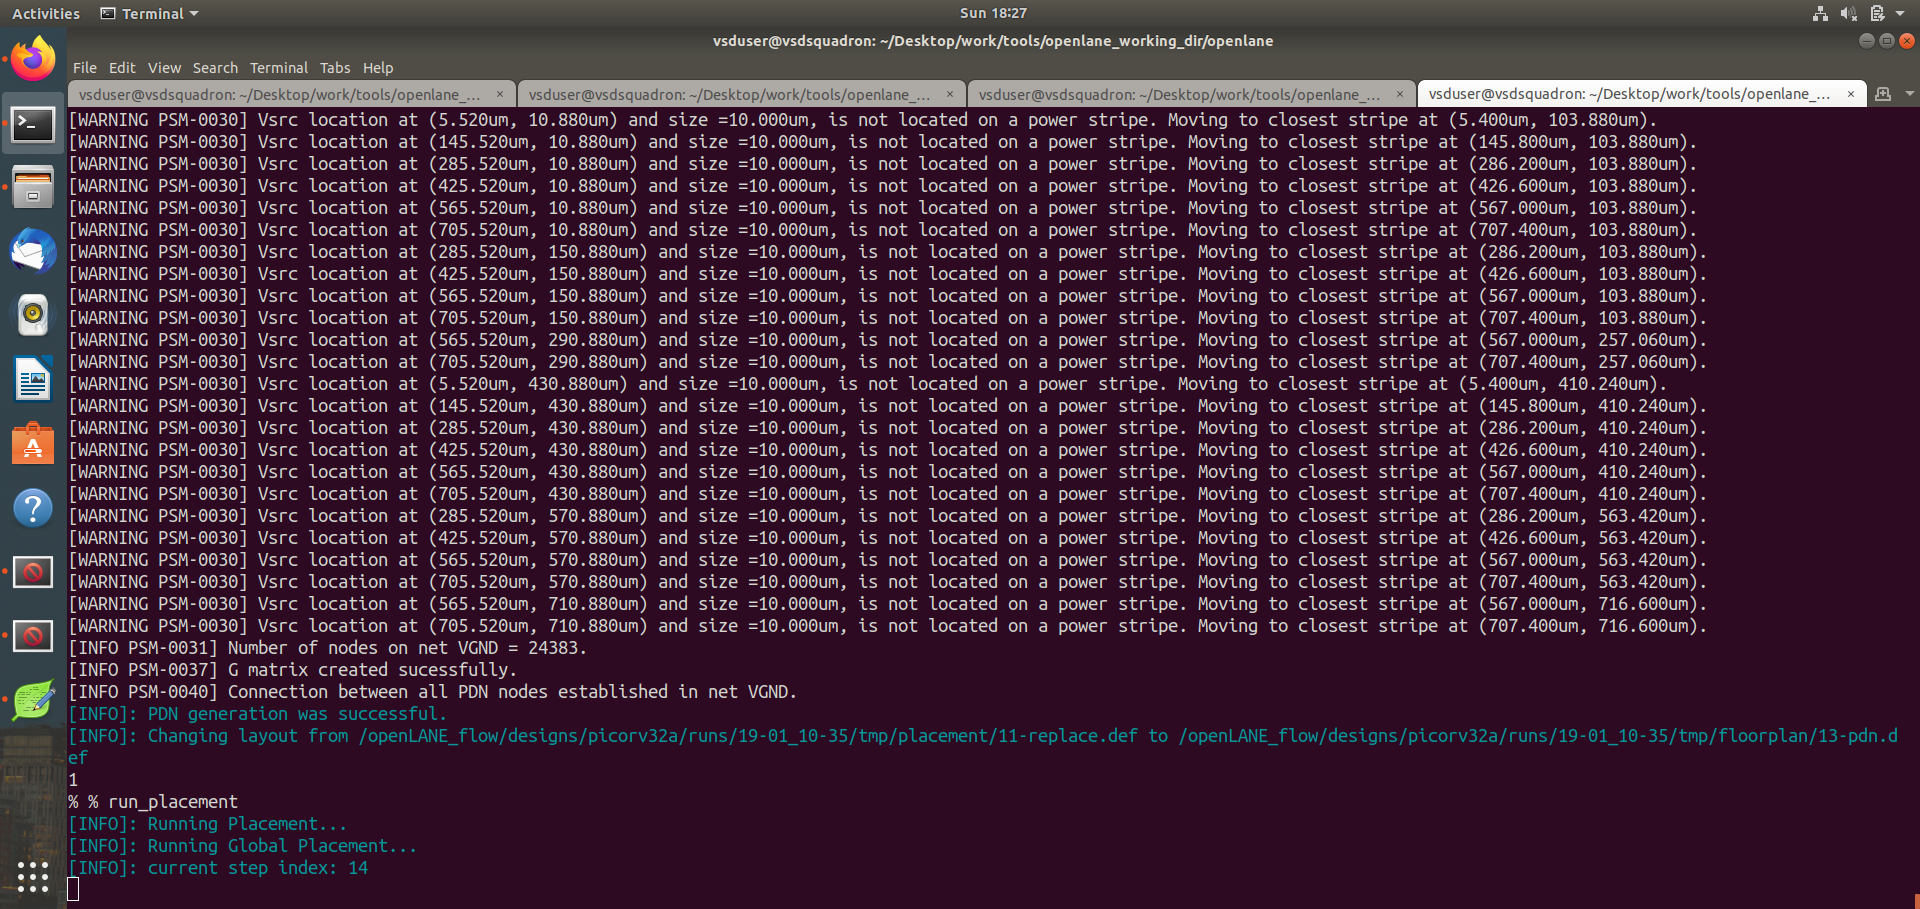 Activities Terminal Sun 18:27
vsduser@vsdsquadron: ~/Desktop/work/tools/openlane_working_dir/openlane
File Edit View Search Terminal Tabs Help
vsduser@vsdsquadron: ~/Desktop/work/tools/openlane_... × vsduser@vsdsquadron: ~/Desktop/work/tools/openlane_... × vsduser@vsdsquadron: ~/Desktop/work/tools/openlane_... × vsduser@vsdsquadron: ~/Desktop/work/tools/openlane_... ×
[WARNING PSM-0030] Vsrc location at (5.520um, 10.880um) and size =10.000um, is not located on a power stripe. Moving to closest stripe at (5.400um, 103.880um).
[WARNING PSM-0030] Vsrc location at (145.520um, 10.880um) and size =10.000um, is not located on a power stripe. Moving to closest stripe at (145.800um, 103.880um).
[WARNING PSM-0030] Vsrc location at (285.520um, 10.880um) and size =10.000um, is not located on a power stripe. Moving to closest stripe at (286.200um, 103.880um).
[WARNING PSM-0030] Vsrc location at (425.520um, 10.880um) and size =10.000um, is not located on a power stripe. Moving to closest stripe at (426.600um, 103.880um).
[WARNING PSM-0030] Vsrc location at (565.520um, 10.880um) and size =10.000um, is not located on a power stripe. Moving to closest stripe at (567.000um, 103.880um).
[WARNING PSM-0030] Vsrc location at (705.520um, 10.880um) and size =10.000um, is not located on a power stripe. Moving to closest stripe at (707.400um, 103.880um).
[WARNING PSM-0030] Vsrc location at (285.520um, 150.880um) and size =10.000um, is not located on a power stripe. Moving to closest stripe at (286.200um, 103.880um).
[WARNING PSM-0030] Vsrc location at (425.520um, 150.880um) and size =10.000um, is not located on a power stripe. Moving to closest stripe at (426.600um, 103.880um).
[WARNING PSM-0030] Vsrc location at (565.520um, 150.880um) and size =10.000um, is not located on a power stripe. Moving to closest stripe at (567.000um, 103.880um).
[WARNING PSM-0030] Vsrc location at (705.520um, 150.880um) and size =10.000um, is not located on a power stripe. Moving to closest stripe at (707.400um, 103.880um).
[WARNING PSM-0030] Vsrc location at (565.520um, 290.880um) and size =10.000um, is not located on a power stripe. Moving to closest stripe at (567.000um, 257.060um).
[WARNING PSM-0030] Vsrc location at (705.520um, 290.880um) and size =10.000um, is not located on a power stripe. Moving to closest stripe at (707.400um, 257.060um).
[WARNING PSM-0030] Vsrc location at (5.520um, 430.880um) and size =10.000um, is not located on a power stripe. Moving to closest stripe at (5.400um, 410.240um).
[WARNING PSM-0030] Vsrc location at (145.520um, 430.880um) and size =10.000um, is not located on a power stripe. Moving to closest stripe at (145.800um, 410.240um).
[WARNING PSM-0030] Vsrc location at (285.520um, 430.880um) and size =10.000um, is not located on a power stripe. Moving to closest stripe at (286.200um, 410.240um).
[WARNING PSM-0030] Vsrc location at (425.520um, 430.880um) and size =10.000um, is not located on a power stripe. Moving to closest stripe at (426.600um, 410.240um).
[WARNING PSM-0030] Vsrc location at (565.520um, 430.880um) and size =10.000um, is not located on a power stripe. Moving to closest stripe at (567.000um, 410.240um).
[WARNING PSM-0030] Vsrc location at (705.520um, 430.880um) and size =10.000um, is not located on a power stripe. Moving to closest stripe at (707.400um, 410.240um).
[WARNING PSM-0030] Vsrc location at (285.520um, 570.880um) and size =10.000um, is not located on a power stripe. Moving to closest stripe at (286.200um, 563.420um).
[WARNING PSM-0030] Vsrc location at (425.520um, 570.880um) and size =10.000um, is not located on a power stripe. Moving to closest stripe at (426.600um, 563.420um).
[WARNING PSM-0030] Vsrc location at (565.520um, 570.880um) and size =10.000um, is not located on a power stripe. Moving to closest stripe at (567.000um, 563.420um).
[WARNING PSM-0030] Vsrc location at (705.520um, 570.880um) and size =10.000um, is not located on a power stripe. Moving to closest stripe at (707.400um, 563.420um).
[WARNING PSM-0030] Vsrc location at (565.520um, 710.880um) and size =10.000um, is not located on a power stripe. Moving to closest stripe at (567.000um, 716.600um).
[WARNING PSM-0030] Vsrc location at (705.520um, 710.880um) and size =10.000um, is not located on a power stripe. Moving to closest stripe at (707.400um, 716.600um).
[INFO PSM-0031] Number of nodes on net VGND = 24383.
[INFO PSM-0037] G matrix created sucessfully.
[INFO PSM-0040] Connection between all PDN nodes established in net VGND.
[INFO]: PDN generation was successful.
[INFO]: Changing layout from /openLANE_flow/designs/picorv32a/runs/19-01_10-35/tmp/placement/11-replace.def to /openLANE_flow/designs/picorv32a/runs/19-01_10-35/tmp/floorplan/13-pdn.d
ef
1
% % run_placement
[INFO]: Running Placement...
[INFO]: Running Global Placement...
[INFO]: current step index: 14